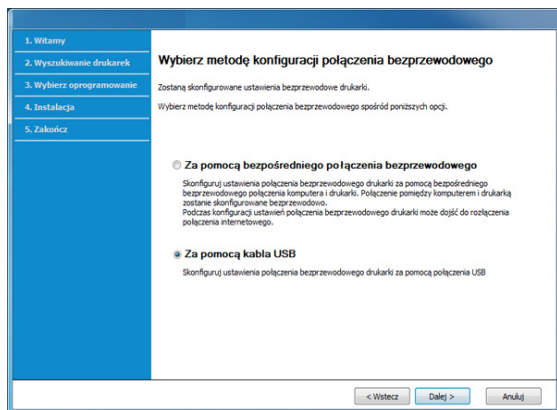 1. Witamy
2. Wyszukiwanie drukarek
3. Wybierz oprogramowanie
4. Instalacja
5. Zakończ
Wybierz metodę konfiguracji połączenia bezprzewodowego
Zostaną skonfigurowane ustawienia bezprzewodowe drukarki.
Wybierz metodę konfiguracji połączenia bezprzewodowego spośród poniższych opcji.
Za pomocą bezpośredniego połączenia bezprzewodowego
Skonfiguruj ustawienia połączenia bezprzewodowego drukarki za pomocą bezpośredniego
bezprzewodowego połączenia komputera i drukarki. Połączenie pomiędzy komputerem i drukarką
zostanie skonfigurowane bezprzewodowo.
Podczas konfiguracji ustawień połączenia bezprzewodowego drukarki może dojść do rozłączenia
połączenia internetowego.
Za pomocą kabla USB
Skonfiguruj ustawienia połączenia bezprzewodowego drukarki za pomocą połączenia USB
< Wstecz
Dalej >
Anuluj